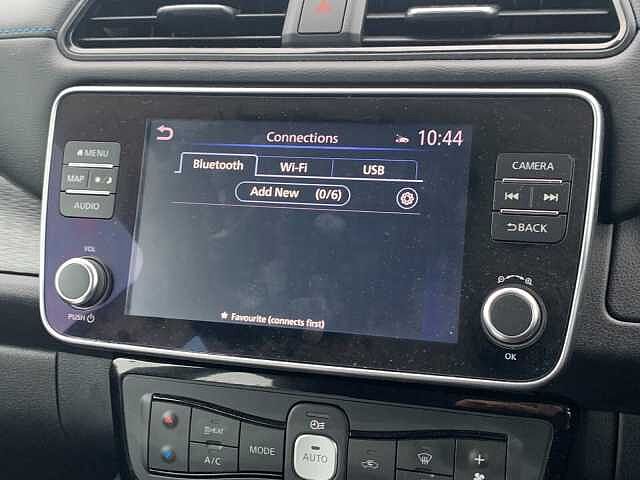 Connections 10:44
Bluetooth Wi-Fi USB
Add New (0/6)
★ Favourite (connects first)
MENU
MAP
AUDIO
VOL
PUSH
CAMERA
BACK
OK
HEAT
A/C
MODE
AUTO
+